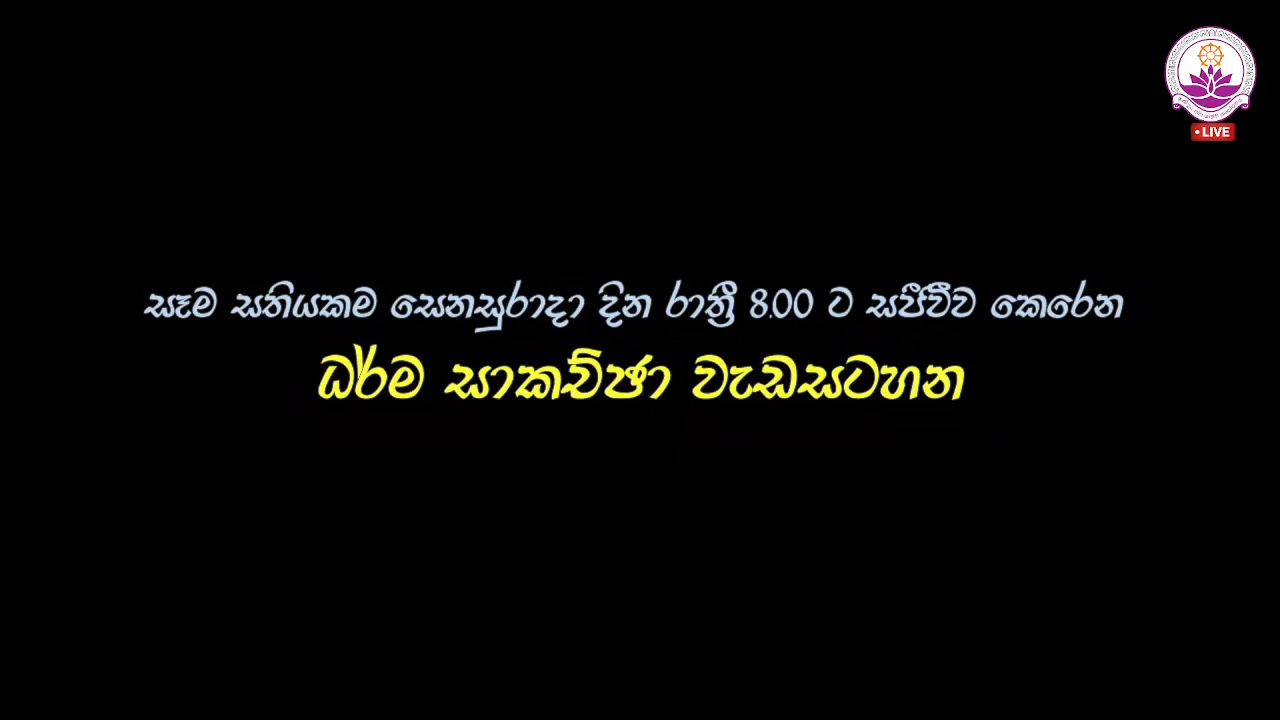 • LIVE
සෑම සතියකම සෙනසුරාදා දින රාත්‍රී 8.00 ට සජීවීව කෙරෙන
ධර්ම සාකච්ඡා වැඩසටහන